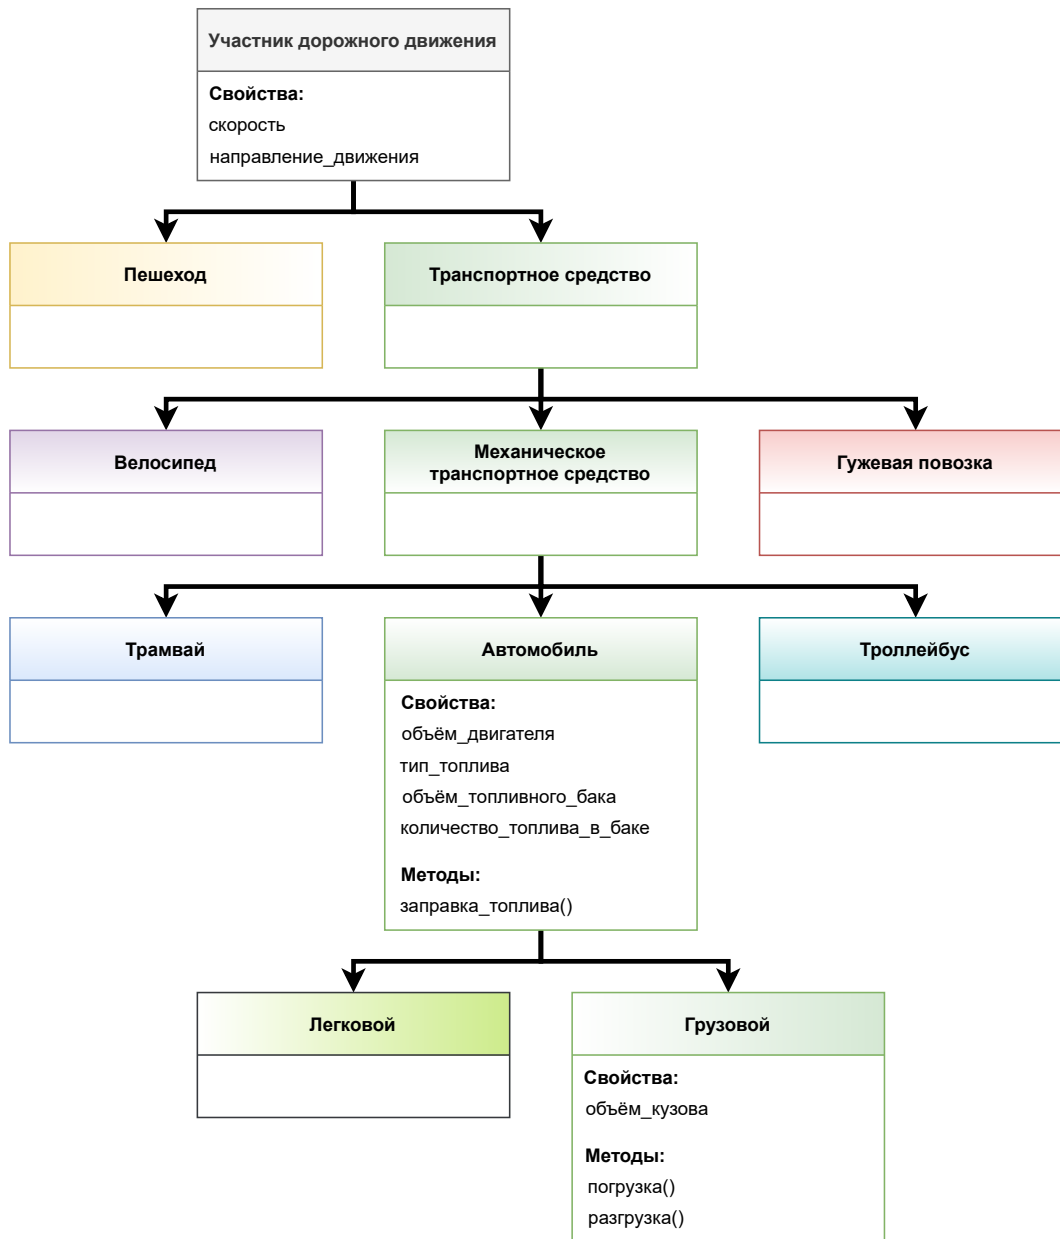 Участник дорожного движения
Свойства:
скорость
направление_движения
Пешеход
Транспортное средство
Велосипед
Механическое
транспортное средство
Гужевая повозка
Трамвай
Автомобиль
Троллейбус
Свойства:
объём_двигателя
тип_топлива
объём_топливного_бака
количество_топлива_в_баке
Методы:
заправка_топлива()
Легковой
Грузовой
Свойства:
объём_кузова
Методы:
погрузка()
разгрузка()